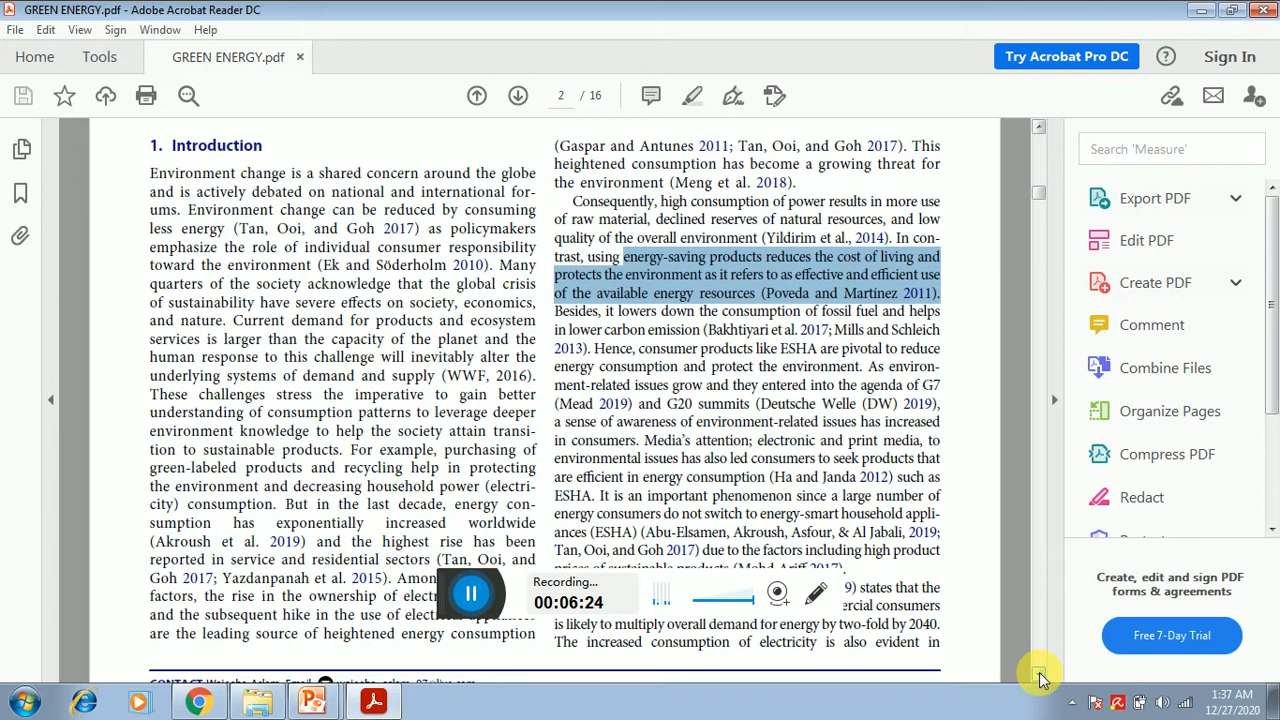 GREEN ENERGY.pdf - Adobe Acrobat Reader DC
File Edit View Sign Window Help
Home Tools GREEN ENERGY.pdf × Try Acrobat Pro DC ? Sign In
2 / 16
1. Introduction
Environment change is a shared concern around the globe
and is actively debated on national and international for-
ums. Environment change can be reduced by consuming
less energy (Tan, Ooi, and Goh 2017) as policymakers
emphasize the role of individual consumer responsibility
toward the environment (Ek and Söderholm 2010). Many
quarters of the society acknowledge that the global crisis
of sustainability have severe effects on society, economics,
and nature. Current demand for products and ecosystem
services is larger than the capacity of the planet and the
human response to this challenge will inevitably alter the
underlying systems of demand and supply (WWF, 2016).
These challenges stress the imperative to gain better
understanding of consumption patterns to leverage deeper
environment knowledge to help the society attain transi-
tion to sustainable products. For example, purchasing of
green-labeled products and recycling help in protecting
the environment and decreasing household power (electri-
city) consumption. But in the last decade, energy con-
sumption has exponentially increased worldwide
(Akroush et al. 2019) and the highest rise has been
reported in service and residential sectors (Tan, Ooi, and
Goh 2017; Yazdanpanah et al. 2015).
factors, the rise in the ownership of
and the subsequent hike in the use of
are the leading source of heightened energy consumption
(Gaspar and Antunes 2011; Tan, Ooi, and Goh 2017). This
heightened consumption has become a growing threat for
the environment (Meng et al. 2018).
Consequently, high consumption of power results in more use
of raw material, declined reserves of natural resources, and low
quality of the overall environment (Yildirim et al., 2014). In con-
trast, using energy-saving products reduces the cost of living and
protects the environment as it refers to as effective and efficient use
of the available energy resources (Poveda and Martínez 2011).
Besides, it lowers down the consumption of fossil fuel and helps
in lower carbon emission (Bakhtiyari et al. 2017; Mills and Schleich
2013). Hence, consumer products like ESHA are pivotal to reduce
energy consumption and protect the environment. As environ-
ment-related issues grow and they entered into the agenda of G7
(Mead 2019) and G20 summits (Deutsche Welle (DW) 2019),
a sense of awareness of environment-related issues has increased
in consumers. Media's attention; electronic and print media, to
environmental issues has also led consumers to seek products that
are efficient in energy consumption (Ha and Janda 2012) such as
ESHA. It is an important phenomenon since a large number of
energy consumers do not switch to energy-smart household appli-
ances (ESHA) (Abu-Elsamen, Akroush, Asfour, & Al Jabali, 2019;
Tan, Ooi, and Goh 2017) due to the factors including high product
prices of sustainable products (Mohd Ariff 2017).
9) states that the
consumers
is likely to multiply overall demand for energy by two-fold by 2040.
The increased consumption of electricity is also evident in
Recording...
00:06:24
Search 'Measure'
Export PDF
Edit PDF
Create PDF
Comment
Combine Files
Organize Pages
Compress PDF
Redact
Create, edit and sign PDF
forms & agreements
Free 7-Day Trial
1:37 AM
12/27/2020